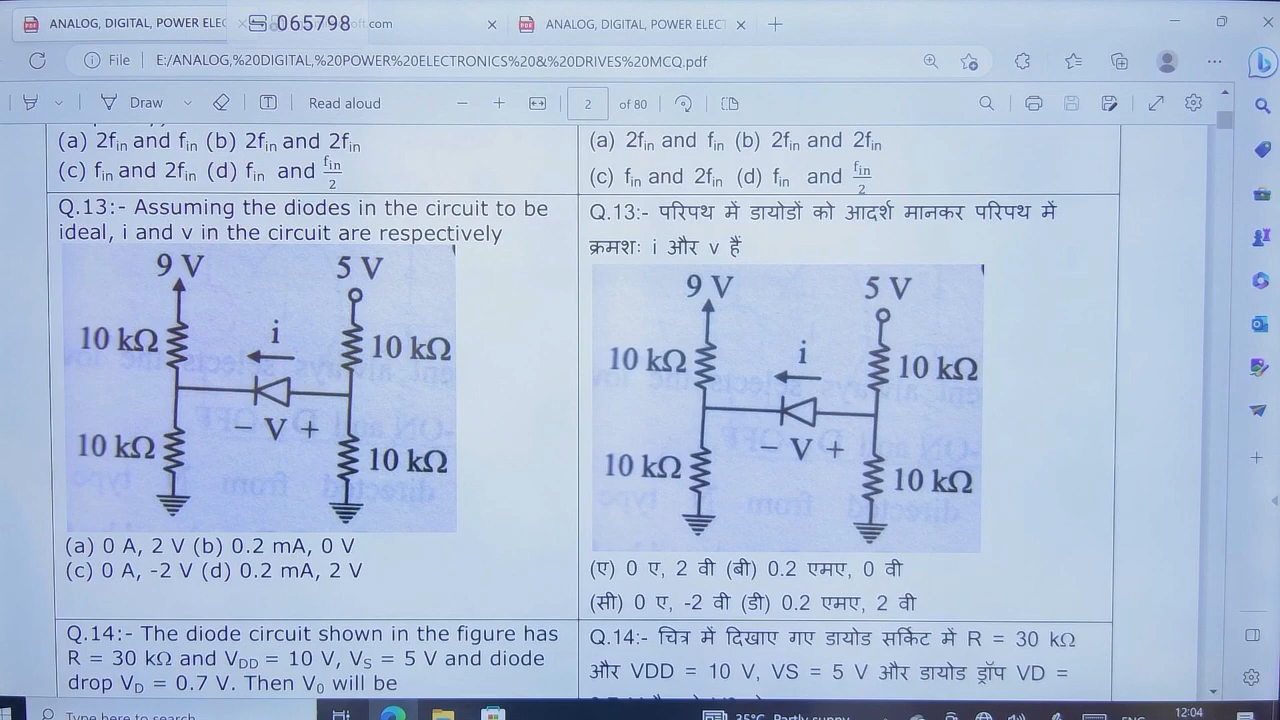 ANALOG, DIGITAL, POWER ELEC
065798
.com
ANALOG, DIGITAL, POWER ELECT
File
E:/ANALOG,%20DIGITAL,%20POWER%20ELECTRONICS%20&%20DRIVES%20MCQ.pdf
Draw
Read aloud
2
of 80
(a) 2fin and fin (b) 2fin and 2fin
(c) fin and 2fin (d) fin and fin/2
Q.13:- Assuming the diodes in the circuit to be
ideal, i and v in the circuit are respectively
9 V
5 V
10 kΩ
i
10 kΩ
− V +
10 kΩ
10 kΩ
(a) 0 A, 2 V (b) 0.2 mA, 0 V
(c) 0 A, -2 V (d) 0.2 mA, 2 V
Q.14:- The diode circuit shown in the figure has
R = 30 kΩ and VDD = 10 V, VS = 5 V and diode
drop VD = 0.7 V. Then V0 will be
(a) 2fin and fin (b) 2fin and 2fin
(c) fin and 2fin (d) fin and fin/2
Q.13:- परिपथ में डायोडों को आदर्श मानकर परिपथ में
क्रमशः i और v हैं
9 V
5 V
10 kΩ
i
10 kΩ
− V +
10 kΩ
10 kΩ
(ए) 0 ए, 2 वी (बी) 0.2 एमए, 0 वी
(सी) 0 ए, -2 वी (डी) 0.2 एमए, 2 वी
Q.14:- चित्र में दिखाए गए डायोड सर्किट में R = 30 kΩ
और VDD = 10 V, VS = 5 V और डायोड ड्रॉप VD =
Type here to search
35°C Partly sunny
ENG
12:04